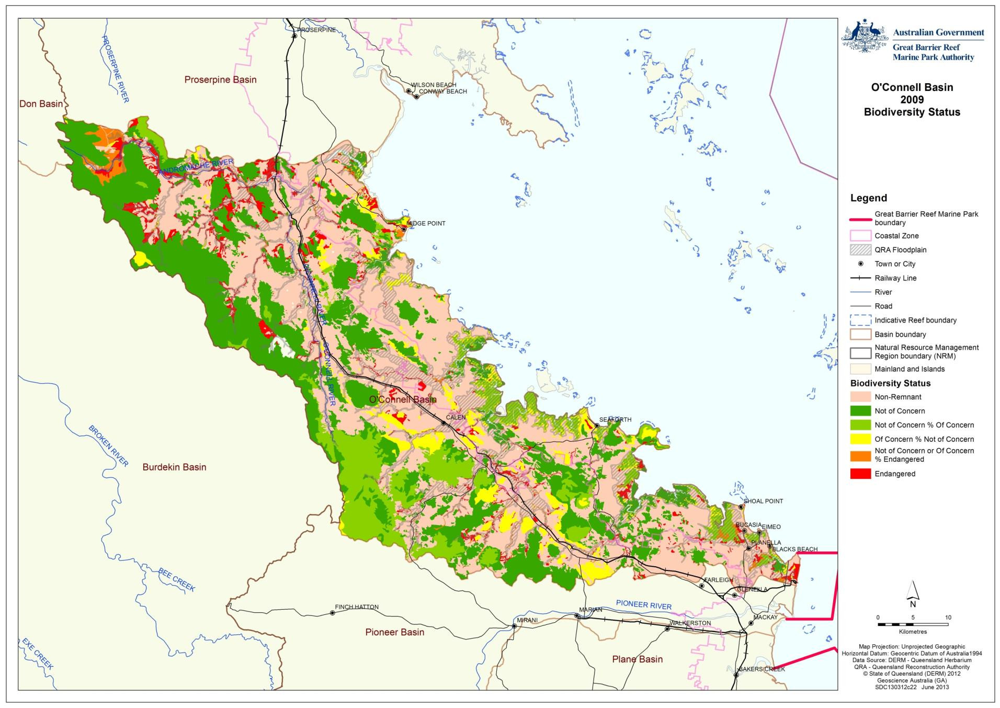 PROSERPINE
PROSERPINE RIVER
Proserpine Basin
WILSON BEACH
CONWAY BEACH
Don Basin
ANDROMACHE RIVER
MIDGE POINT
O'CONNELL RIVER
O'CONNELL RIVER
O'Connell Basin
CALEN
SEAFORTH
BROKEN RIVER
Burdekin Basin
SHOAL POINT
BUCASIA
EIMEO
PLANELLA
BLACKS BEACH
BEE CREEK
FARLEIGH
GLENELLA
FINCH HATTON
PIONEER RIVER
MARIAN
MIRANI
WALKERSTON
MACKAY
Pioneer Basin
Plane Basin
EXE CREEK
BAKERS CREEK
Australian Government
Great Barrier Reef
Marine Park Authority
O'Connell Basin
2009
Biodiversity Status
Legend
Great Barrier Reef Marine Park
boundary
Coastal Zone
QRA Floodplain
Town or City
Railway Line
River
Road
Indicative Reef boundary
Basin boundary
Natural Resource Management
Region boundary (NRM)
Mainland and Islands
Biodiversity Status
Non-Remnant
Not of Concern
Not of Concern % Of Concern
Of Concern % Not of Concern
Not of Concern or Of Concern
% Endangered
Endangered
N
0 5 10
Kilometres
Map Projection: Unprojected Geographic
Horizontal Datum: Geocentric Datum of Australia1994
Data Source: DERM - Queensland Herbarium
QRA - Queensland Reconstruction Authority
© State of Queensland (DERM) 2012
Geoscience Australia (GA)
SDC130312c22 June 2013